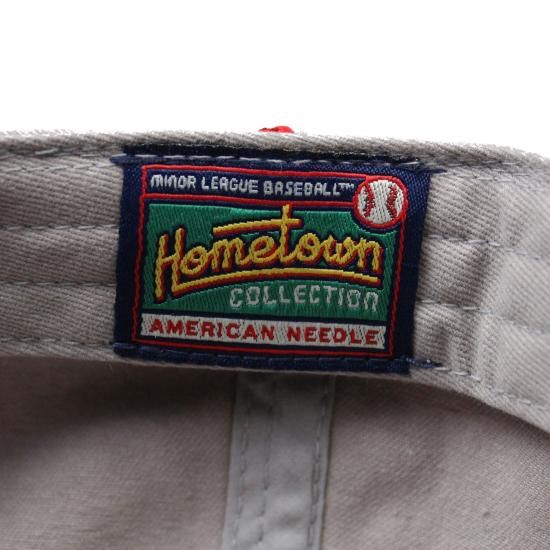 MINOR LEAGUE BASEBALL™
Hometown
COLLECTION
AMERICAN NEEDLE